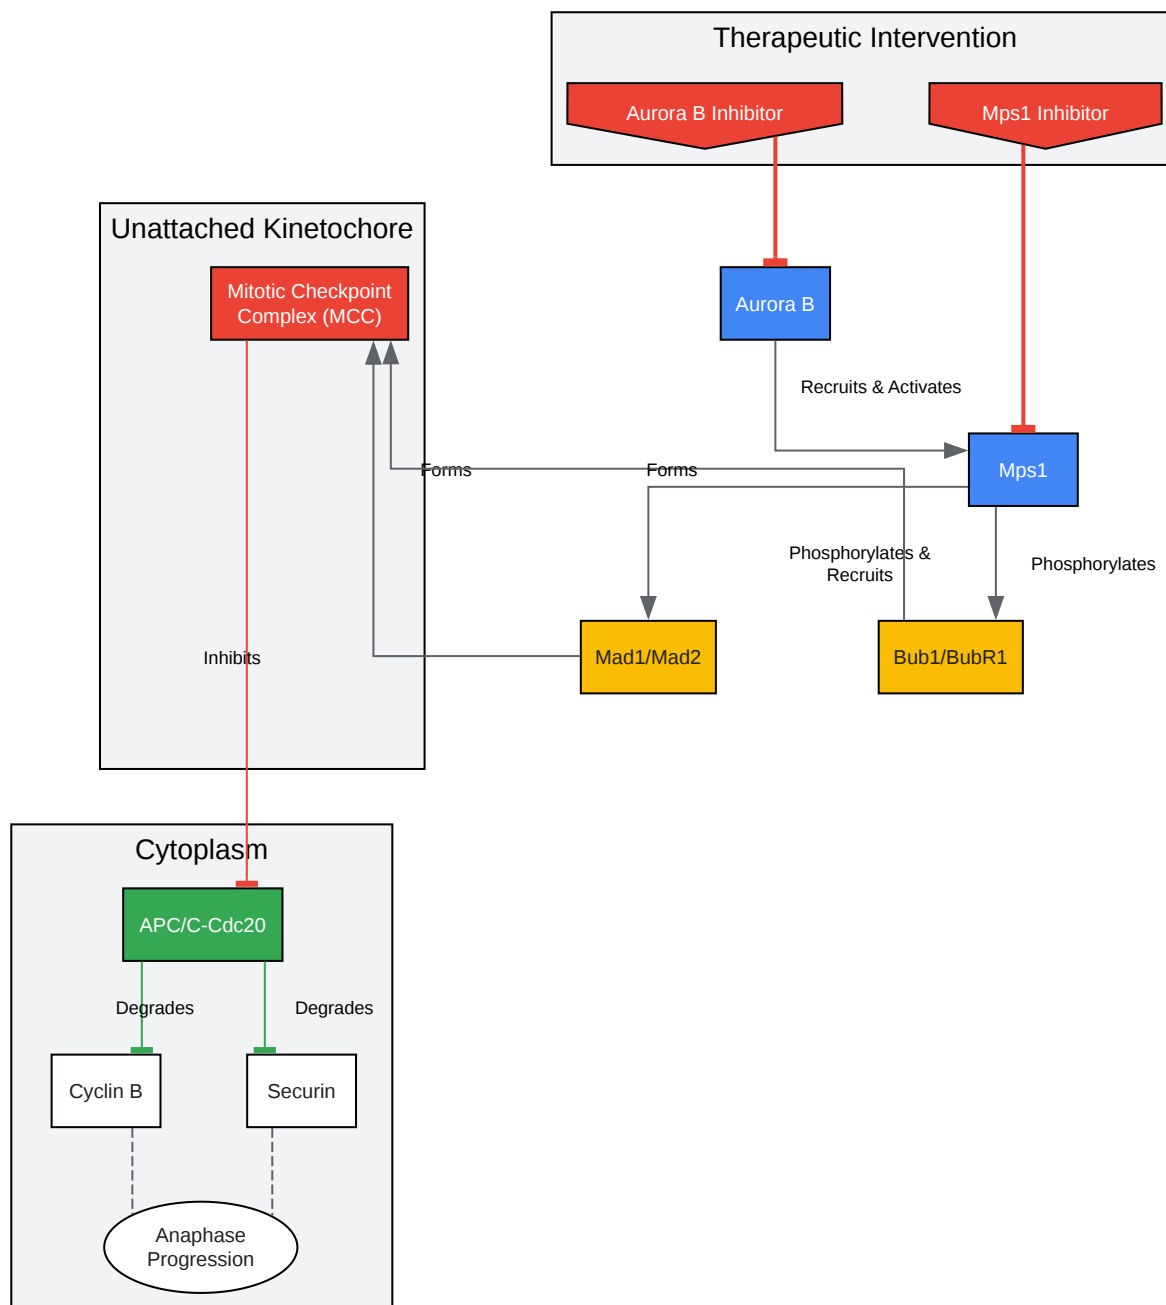 Therapeutic Intervention
Aurora B Inhibitor
Mps1 Inhibitor
Unattached Kinetochore
Mitotic Checkpoint
Complex (MCC)
Aurora B
Recruits & Activates
Forms
Forms
Mps1
Phosphorylates &
Recruits
Phosphorylates
Inhibits
Mad1/Mad2
Bub1/BubR1
Cytoplasm
APC/C-Cdc20
Degrades
Degrades
Cyclin B
Securin
Anaphase
Progression